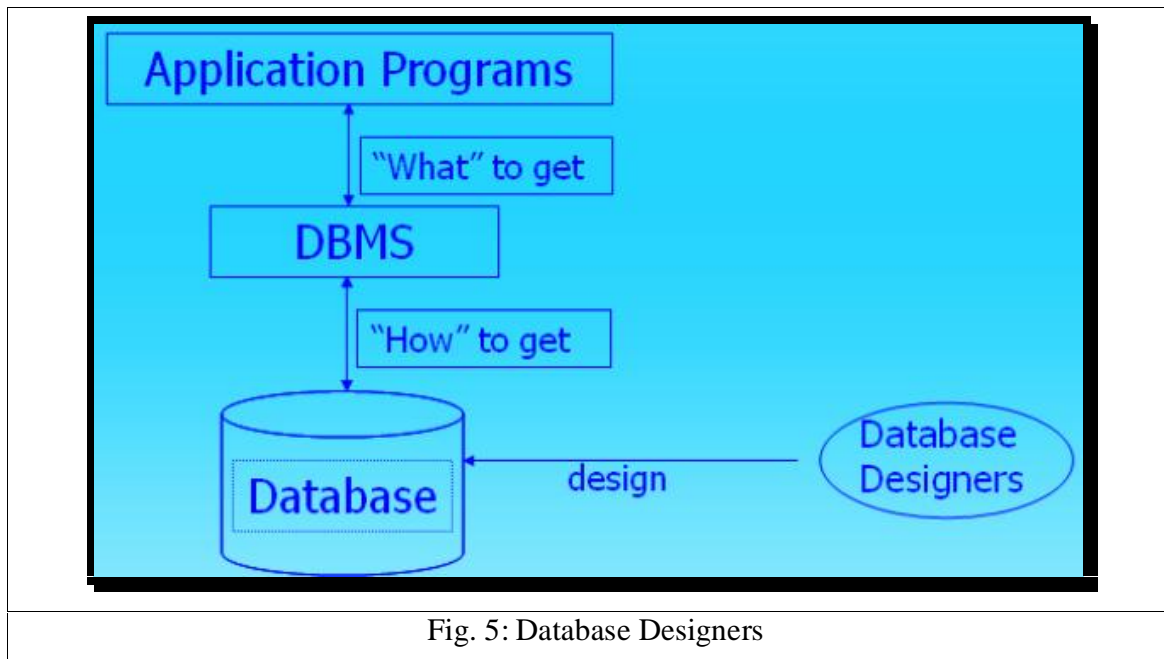 Application Programs
“What” to get
DBMS
“How” to get
Database
design
Database
Designers
Fig. 5: Database Designers